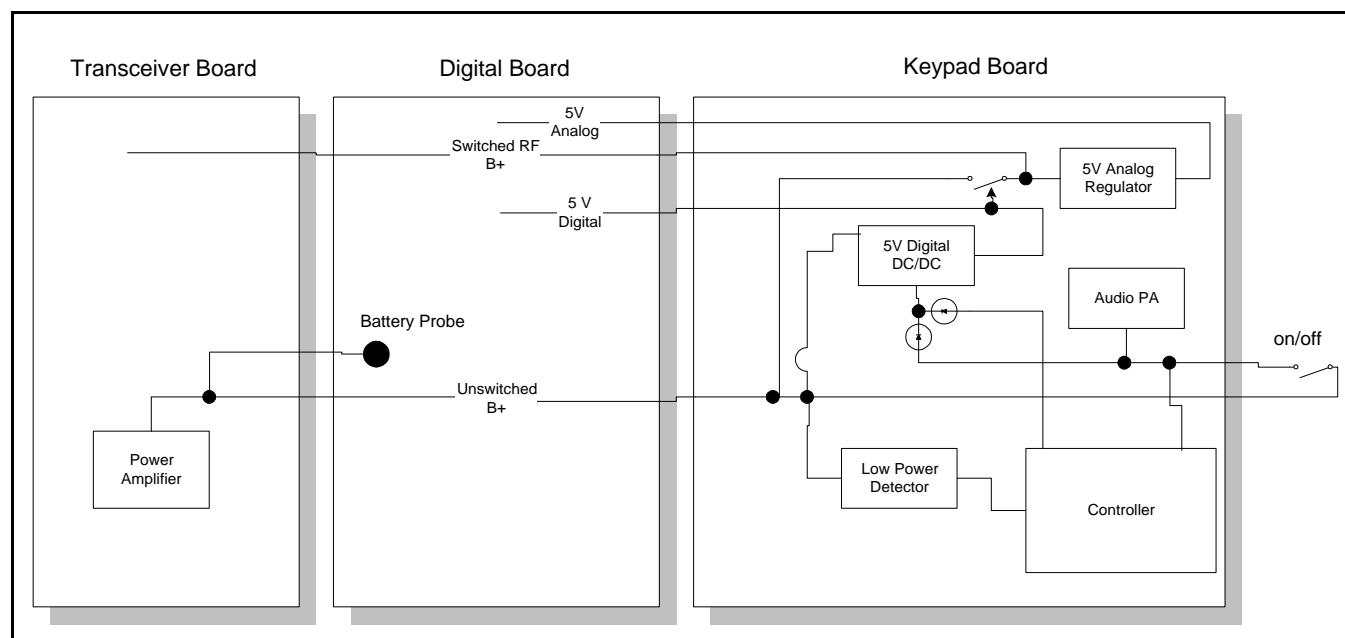 Transceiver Board
Digital Board
Keypad Board
5V
Analog
Switched RF
B+
5V Analog
Regulator
5 V
Digital
5V Digital
DC/DC
Audio PA
Battery Probe
on/off
Unswitched
B+
Power
Amplifier
Low Power
Detector
Controller